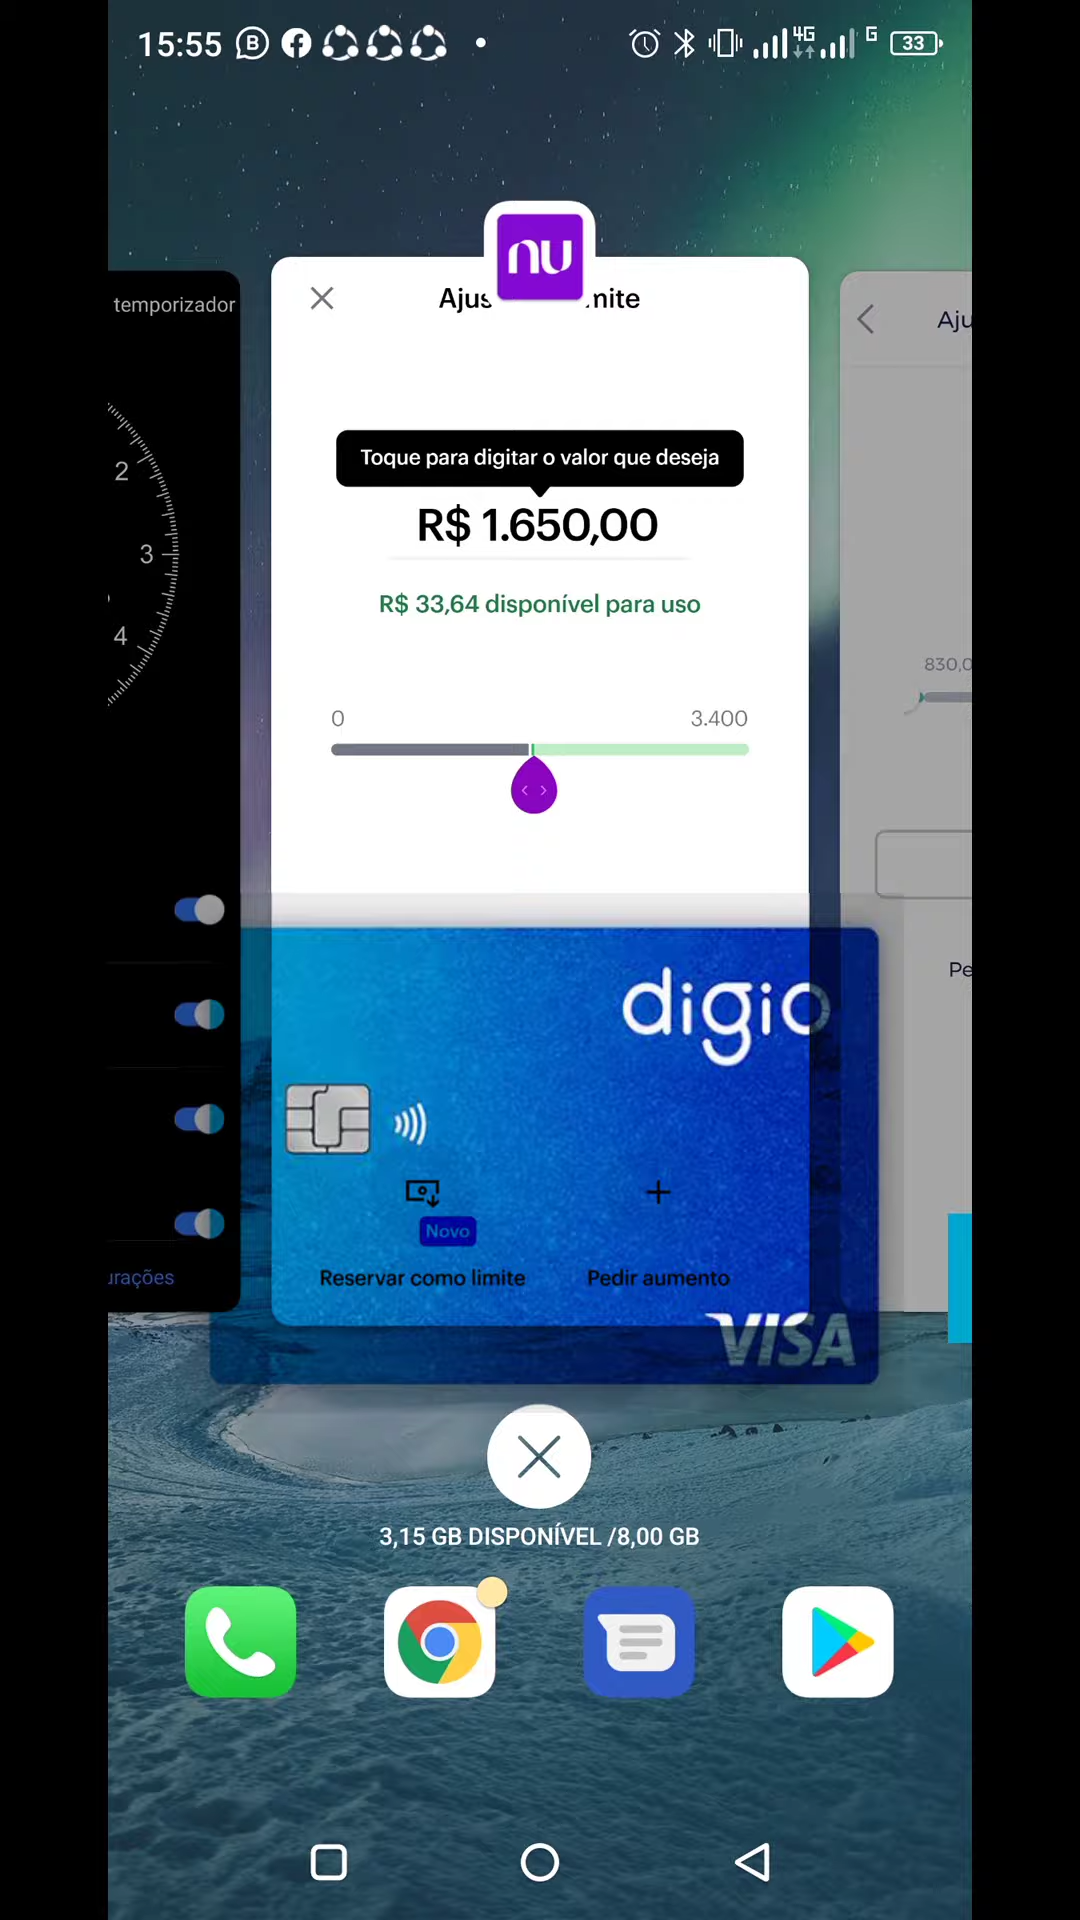 15:55
4G
G
33
nu
temporizador
Ajus
mite
Aju
Toque para digitar o valor que deseja
R$ 1.650,00
R$ 33,64 disponível para uso
0
3.400
830,0
2
3
4
digio
Pe
Novo
Reservar como limite
Pedir aumento
urações
VISA
3,15 GB DISPONÍVEL /8,00 GB